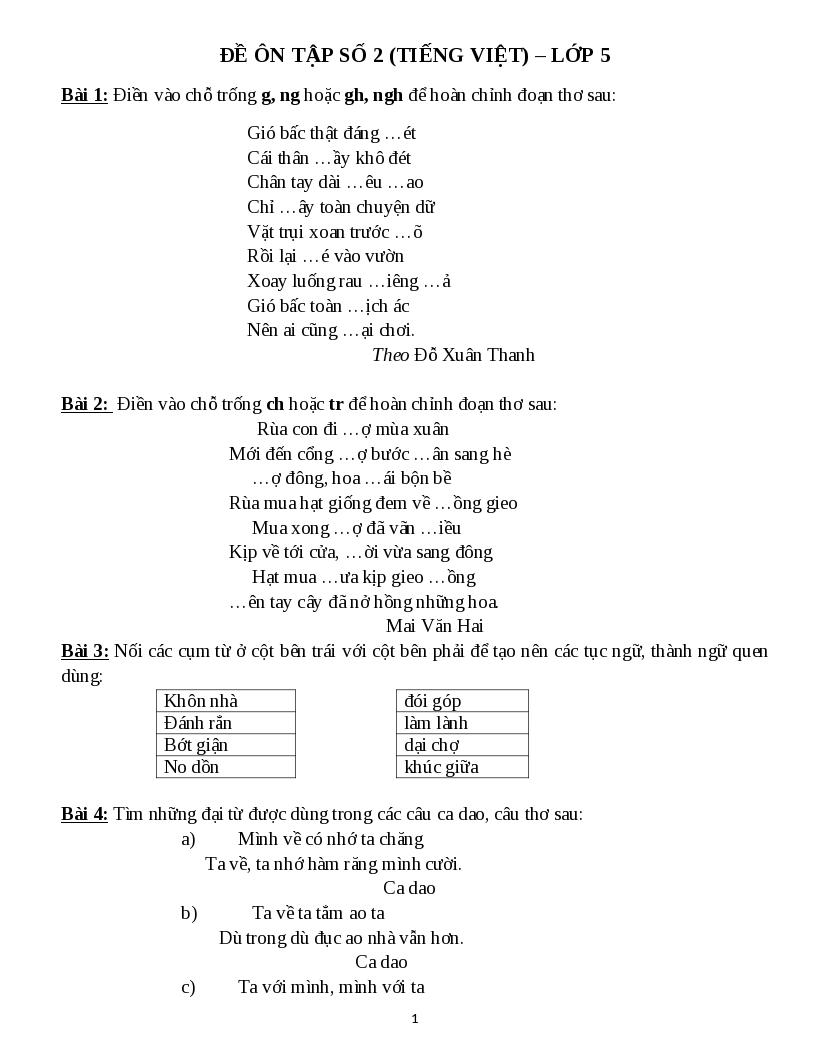 ĐỀ ÔN TẬP SỐ 2 (TIẾNG VIỆT) – LỚP 5
Bài 1: Điền vào chỗ trống g, ng hoặc gh, ngh để hoàn chỉnh đoạn thơ sau:
Gió bấc thật đáng …ét
Cái thân …ầy khô đét
Chân tay dài …êu …ao
Chỉ …ây toàn chuyện dữ
Vặt trụi xoan trước …õ
Rồi lại …é vào vườn
Xoay luống rau …iêng …ả
Gió bấc toàn …ịch ác
Nên ai cũng …ại chơi.
Theo Đỗ Xuân Thanh
Bài 2: Điền vào chỗ trống ch hoặc tr để hoàn chỉnh đoạn thơ sau:
Rùa con đi …ợ mùa xuân
Mới đến cổng …ợ bước …ân sang hè
…ợ đông, hoa …ái bộn bề
Rùa mua hạt giống đem về …ồng gieo
Mua xong …ợ đã vãn …iều
Kịp về tới cửa, …ời vừa sang đông
Hạt mua …ưa kịp gieo …ồng
…ên tay cây đã nở hồng những hoa.
Mai Văn Hai
Bài 3: Nối các cụm từ ở cột bên trái với cột bên phải để tạo nên các tục ngữ, thành ngữ quen
dùng:
Khôn nhà đói góp
Đánh rắn làm lành
Bớt giận dại chợ
No dồn khúc giữa
Bài 4: Tìm những đại từ được dùng trong các câu ca dao, câu thơ sau:
a) Mình về có nhớ ta chăng
Ta về, ta nhớ hàm răng mình cười.
Ca dao
b) Ta về ta tắm ao ta
Dù trong dù đục ao nhà vẫn hơn.
Ca dao
c) Ta với mình, mình với ta
1